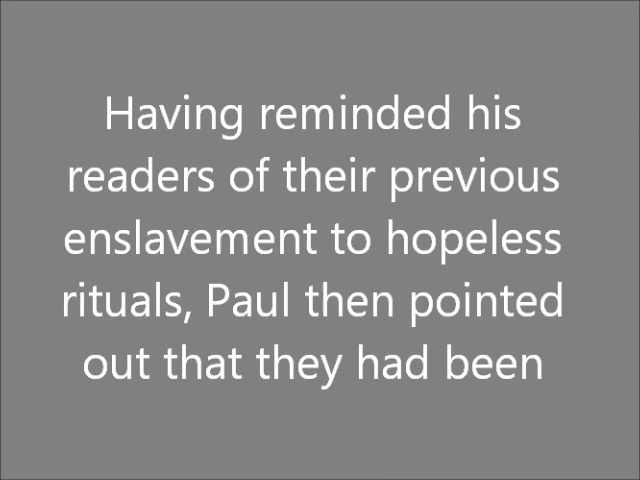 Having reminded his
readers of their previous
enslavement to hopeless
rituals, Paul then pointed
out that they had been